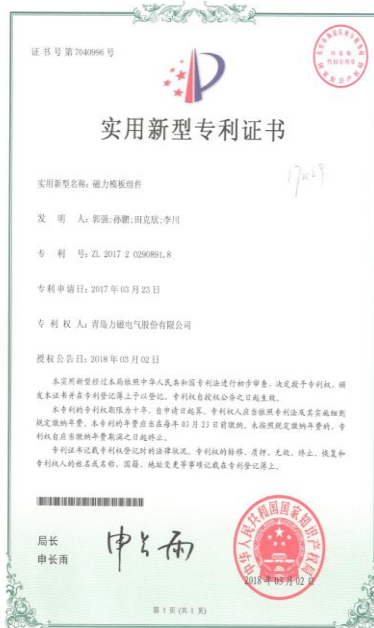 证书号第7040996号
实用新型专利证书
实用新型名称：磁力模板组件
发明人：郭强;孙鹏;田克欣;李川
专利号：ZL 2017 2 0290891.8
专利申请日：2017年03月23日
专利权人：青岛力磁电气股份有限公司
授权公告日：2018年03月02日
本实用新型经过本局依照中华人民共和国专利法进行初步审查，决定授予专利权，颁
发本证书并在专利登记簿上予以登记。专利权自授权公告之日起生效。
本专利的专利权期限为十年，自申请日起算。专利权人应当依照专利法及其实施细则
规定缴纳年费。本专利的年费应当在每年03月23日前缴纳。未按照规定缴纳年费的，专
利权自应当缴纳年费期满之日起终止。
专利证书记载专利权登记时的法律状况。专利权的转移、质押、无效、终止、恢复和
专利权人的姓名或名称、国籍、地址变更等事项记载在专利登记簿上。
局长
申长雨
申长雨
中华人民共和国国家知识产权局
2018年03月02日
第1页(共1页)